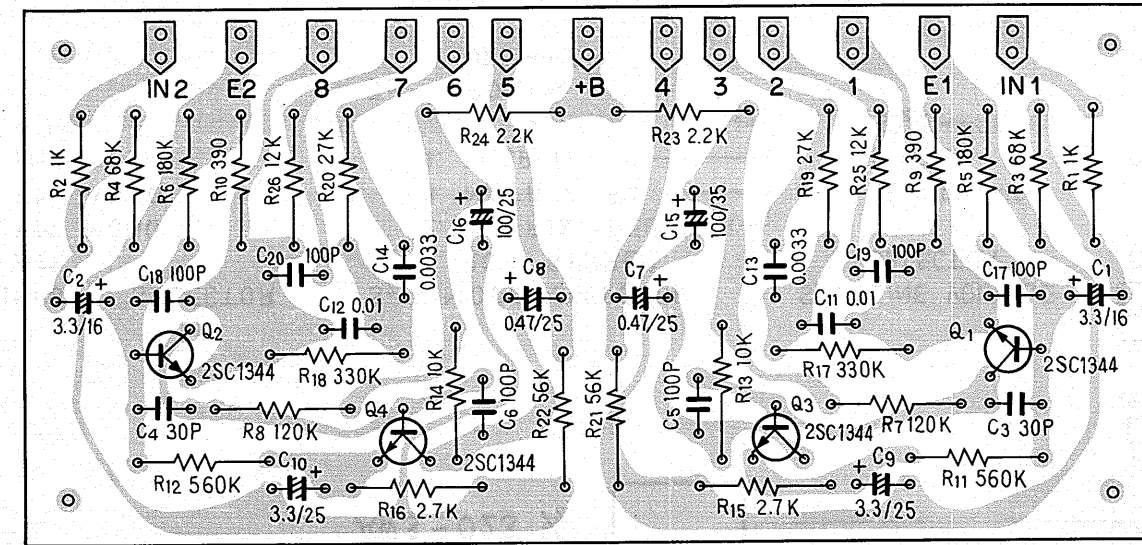 IN 2 E2 8 7 6 5 +B 4 3 2 1 E1 IN 1
R24 2.2K R23 2.2K
R2 1K
R4 68K
R6 180K
R10 390
R26 12K
R20 27K
R19 27K
R25 12K
R9 390
R5 180K
R3 68K
R1 1K
+
C16 100/25
+
C15 100/35
C2 +
3.3/16
C18 100P
C20 100P
C14 0.0033
C12 0.01
+ C8
0.47/25
+ C7
0.47/25
C13 0.0033
C19 100P
C11 0.01
C17 100P
+ C1
3.3/16
Q2
2SC1344
R18 330K
R14 10K
R13 10K
R17 330K
Q1
2SC1344
C4 30P
R8 120K
Q4
2SC1344
C6 100P
R22 56K
R21 56K
C5 100P
Q3
2SC1344
R7 120K
C3 30P
R12 560K
C10 +
3.3/25
R16 2.7K
R15 2.7K
+ C9
3.3/25
R11 560K